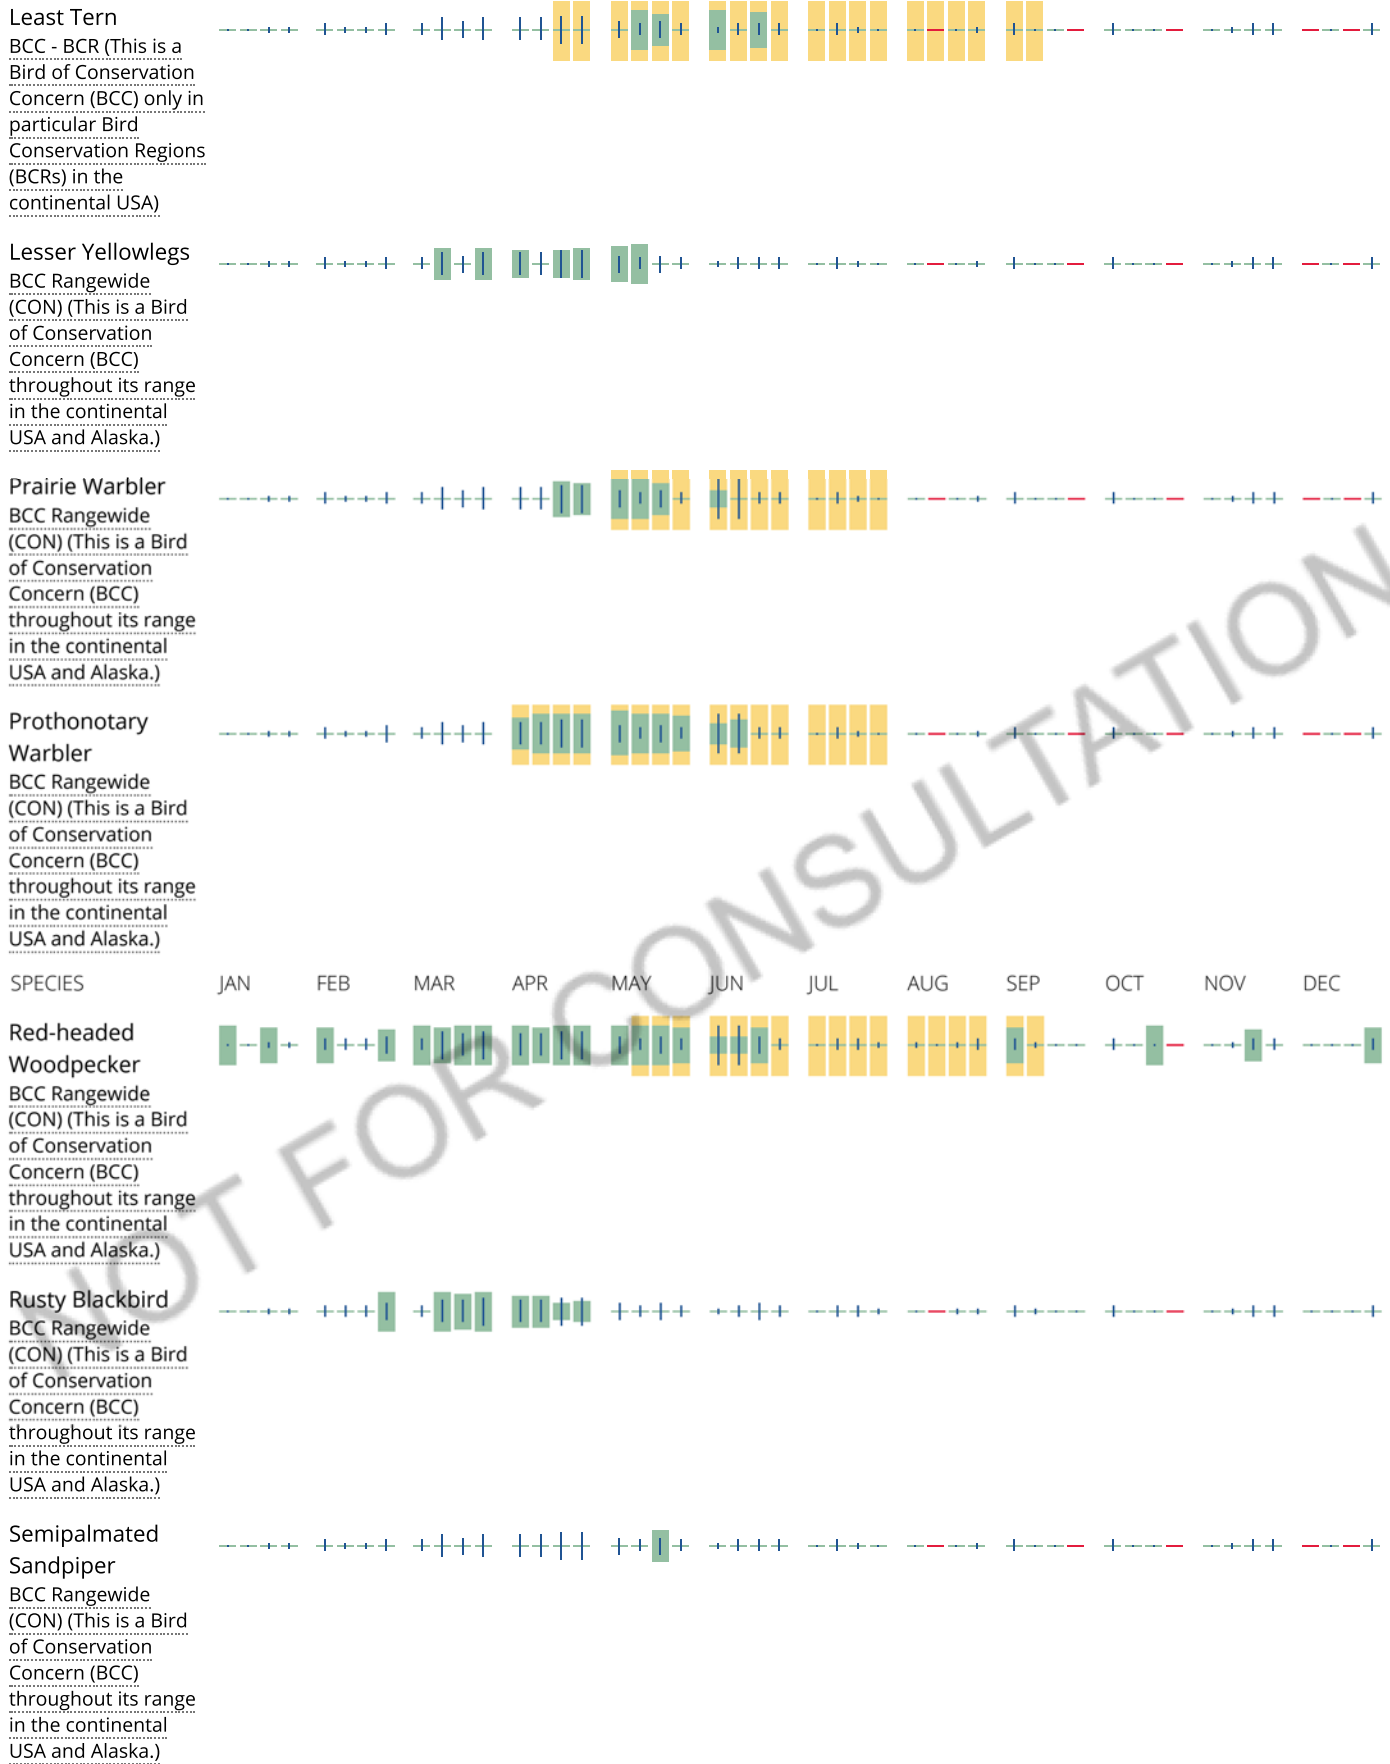 Least Tern
BCC - BCR (This is a
Bird of Conservation
Concern (BCC) only in
particular Bird
Conservation Regions
(BCRs) in the
continental USA)
Lesser Yellowlegs
BCC Rangewide
(CON) (This is a Bird
of Conservation
Concern (BCC)
throughout its range
in the continental
USA and Alaska.)
Prairie Warbler
BCC Rangewide
(CON) (This is a Bird
of Conservation
Concern (BCC)
throughout its range
in the continental
USA and Alaska.)
Prothonotary
Warbler
BCC Rangewide
(CON) (This is a Bird
of Conservation
Concern (BCC)
throughout its range
in the continental
USA and Alaska.)
SPECIES JAN FEB MAR APR MAY JUN JUL AUG SEP OCT NOV DEC
Red-headed
Woodpecker
BCC Rangewide
(CON) (This is a Bird
of Conservation
Concern (BCC)
throughout its range
in the continental
USA and Alaska.)
Rusty Blackbird
BCC Rangewide
(CON) (This is a Bird
of Conservation
Concern (BCC)
throughout its range
in the continental
USA and Alaska.)
Semipalmated
Sandpiper
BCC Rangewide
(CON) (This is a Bird
of Conservation
Concern (BCC)
throughout its range
in the continental
USA and Alaska.)
NOT FOR CONSULTATION